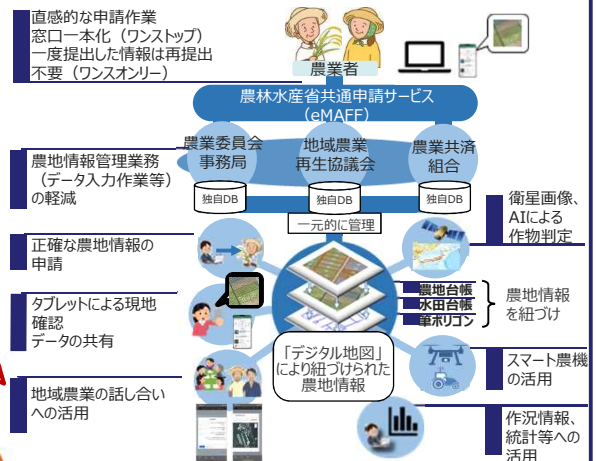 直感的な申請作業
窓口一本化（ワンストップ）
一度提出した情報は再提出
不要（ワンスオンリー）
農業者
農林水産省共通申請サービス
（eMAFF）
農業委員会
事務局
地域農業
再生協議会
農業共済
組合
農地情報管理業務
（データ入力作業等）
の軽減
独自DB
独自DB
独自DB
一元的に管理
衛星画像、
AIによる
作物判定
正確な農地情報の
申請
農地台帳
水田台帳
筆ポリゴン
農地情報
を紐づけ
タブレットによる現地
確認
データの共有
「デジタル地図」
により紐づけられた
農地情報
スマート農機
の活用
地域農業の話し合い
への活用
作況情報、
統計等への
活用